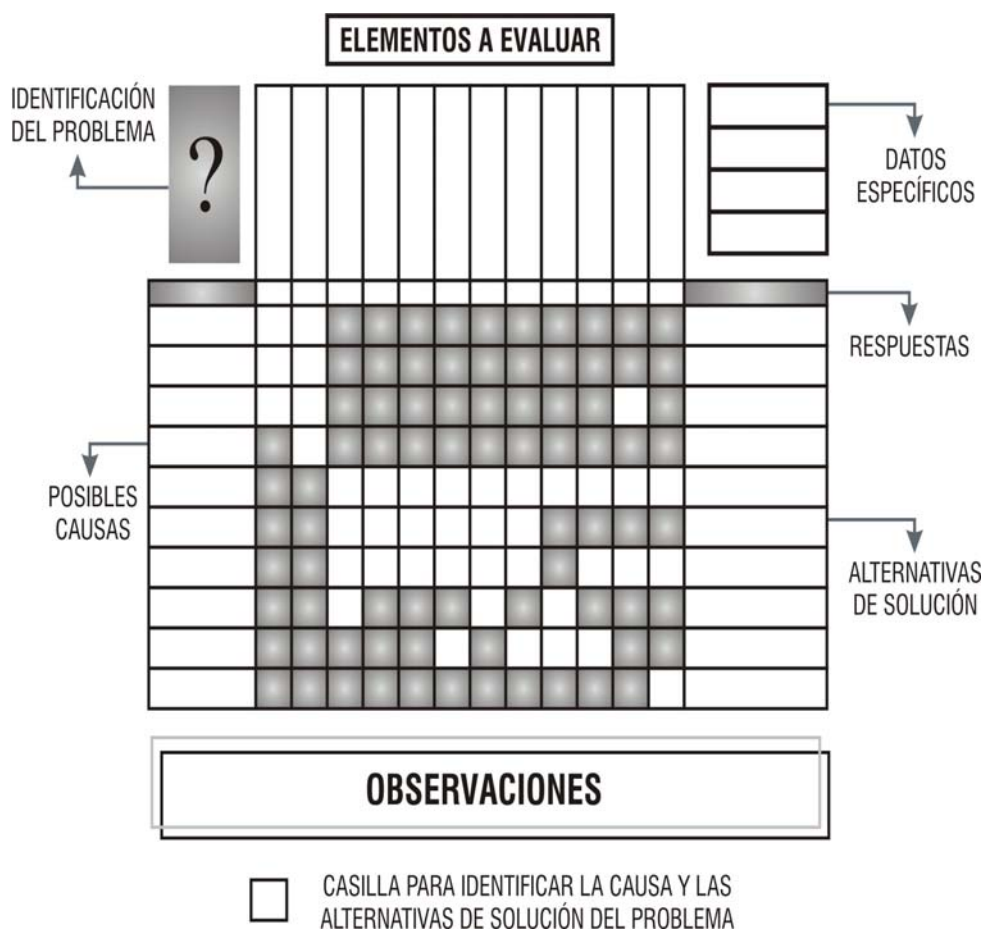 ELEMENTOS A EVALUAR
IDENTIFICACIÓN
DEL PROBLEMA
?
DATOS
ESPECÍFICOS
RESPUESTAS
POSIBLES
CAUSAS
ALTERNATIVAS
DE SOLUCIÓN
OBSERVACIONES
CASILLA PARA IDENTIFICAR LA CAUSA Y LAS
ALTERNATIVAS DE SOLUCIÓN DEL PROBLEMA